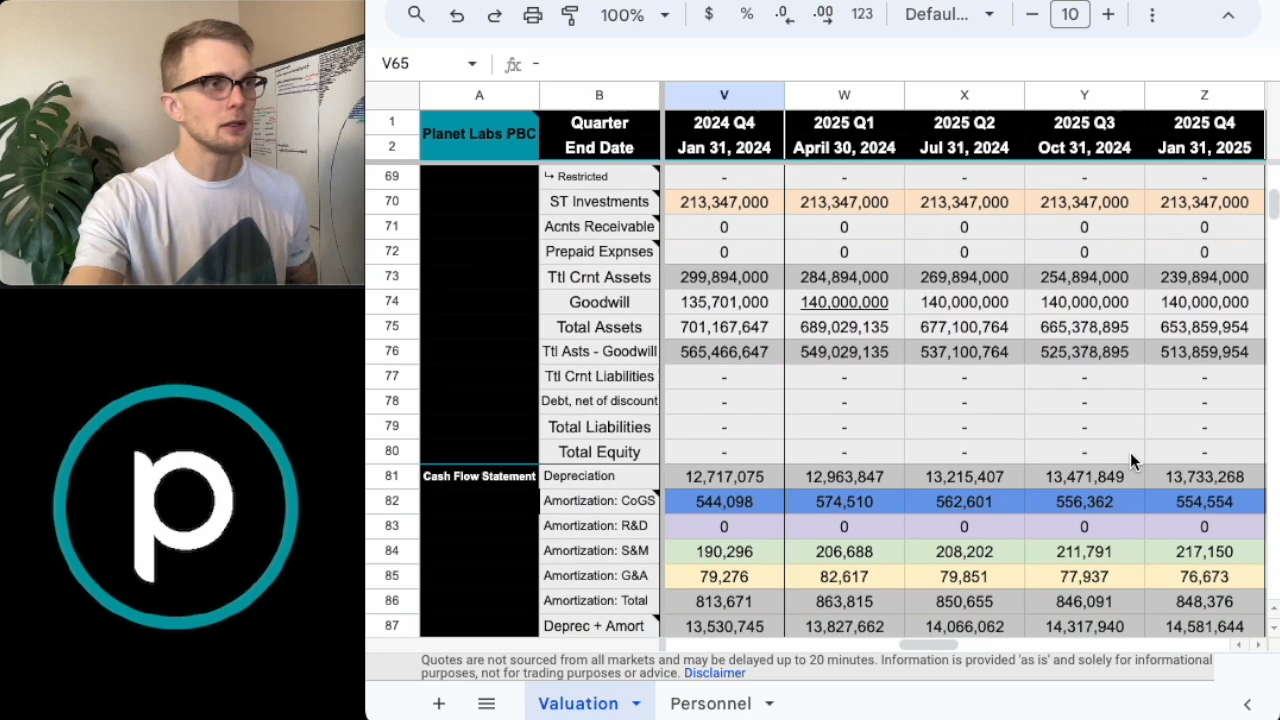 100% $ % .0 .00 123 Defaul... 10
V65 fx -
A B V W X Y Z
1 Planet Labs PBC Quarter 2024 Q4 2025 Q1 2025 Q2 2025 Q3 2025 Q4
2 End Date Jan 31, 2024 April 30, 2024 Jul 31, 2024 Oct 31, 2024 Jan 31, 2025
69 ↳ Restricted - - - - -
70 ST Investments 213,347,000 213,347,000 213,347,000 213,347,000 213,347,000
71 Acnts Receivable 0 0 0 0 0
72 Prepaid Expnses 0 0 0 0 0
73 Ttl Crnt Assets 299,894,000 284,894,000 269,894,000 254,894,000 239,894,000
74 Goodwill 135,701,000 140,000,000 140,000,000 140,000,000 140,000,000
75 Total Assets 701,167,647 689,029,135 677,100,764 665,378,895 653,859,954
76 Ttl Asts - Goodwill 565,466,647 549,029,135 537,100,764 525,378,895 513,859,954
77 Ttl Crnt Liabilities - - - - -
78 Debt, net of discount - - - - -
79 Total Liabilities - - - - -
80 Total Equity - - - - -
81 Cash Flow Statement Depreciation 12,717,075 12,963,847 13,215,407 13,471,849 13,733,268
82 Amortization: CoGS 544,098 574,510 562,601 556,362 554,554
83 Amortization: R&D 0 0 0 0 0
84 Amortization: S&M 190,296 206,688 208,202 211,791 217,150
85 Amortization: G&A 79,276 82,617 79,851 77,937 76,673
86 Amortization: Total 813,671 863,815 850,655 846,091 848,376
87 Deprec + Amort 13,530,745 13,827,662 14,066,062 14,317,940 14,581,644
Quotes are not sourced from all markets and may be delayed up to 20 minutes. Information is provided 'as is' and solely for informational
purposes, not for trading purposes or advice. Disclaimer
Valuation Personnel
p